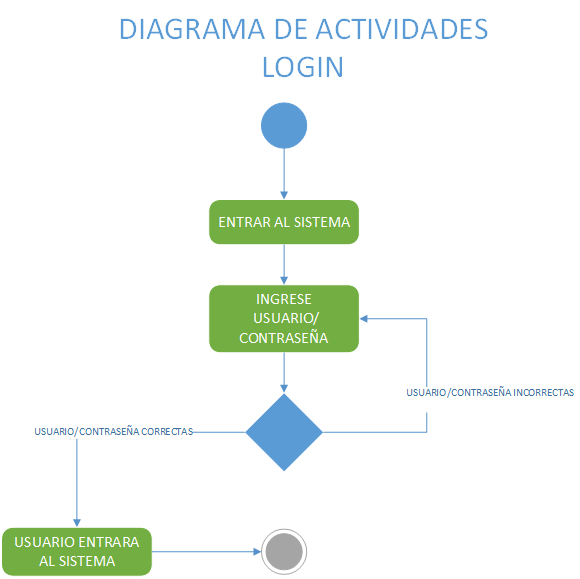 DIAGRAMA DE ACTIVIDADES
LOGIN
ENTRAR AL SISTEMA
INGRESE
USUARIO/
CONTRASEÑA
USUARIO/CONTRASEÑA INCORRECTAS
USUARIO/CONTRASEÑA CORRECTAS
USUARIO ENTRARA
AL SISTEMA